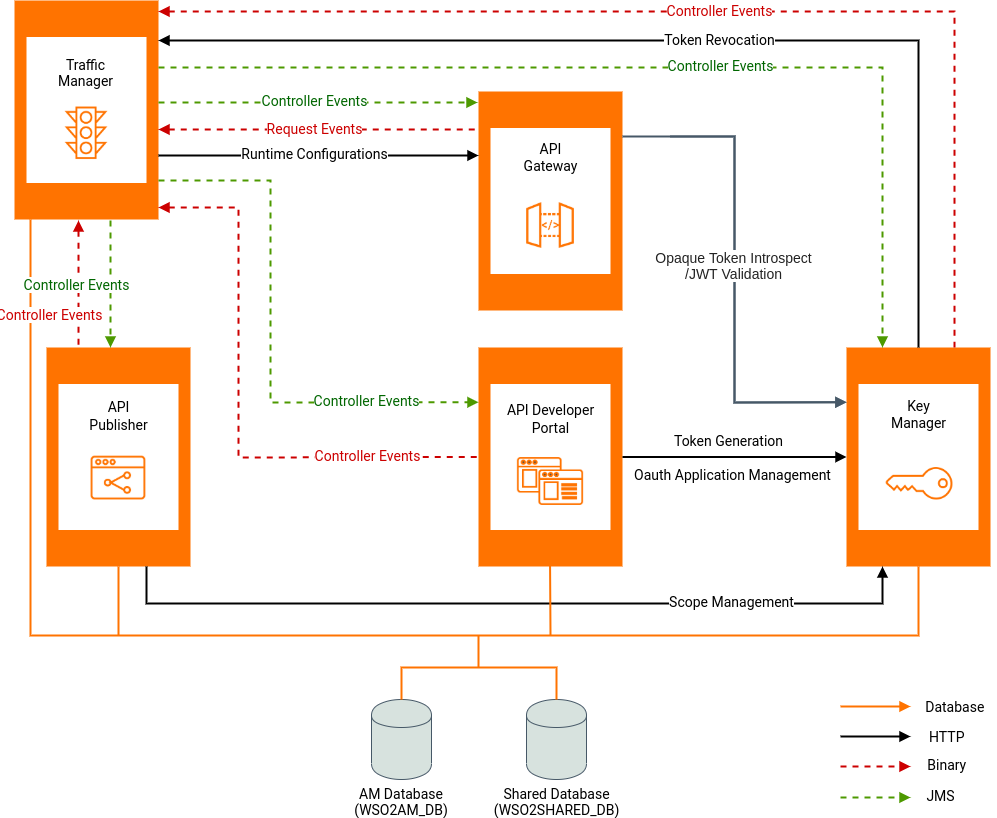 Controller Events
Token Revocation
Controller Events
Traffic
Manager
Controller Events
Request Events
Runtime Configurations
API
Gateway
</>
Opaque Token Introspect
/JWT Validation
Controller Events
Controller Events
API
Publisher
Controller Events
Controller Events
API Developer
Portal
Token Generation
Oauth Application Management
Key
Manager
Scope Management
AM Database
(WSO2AM_DB)
Shared Database
(WSO2SHARED_DB)
Database
HTTP
Binary
JMS